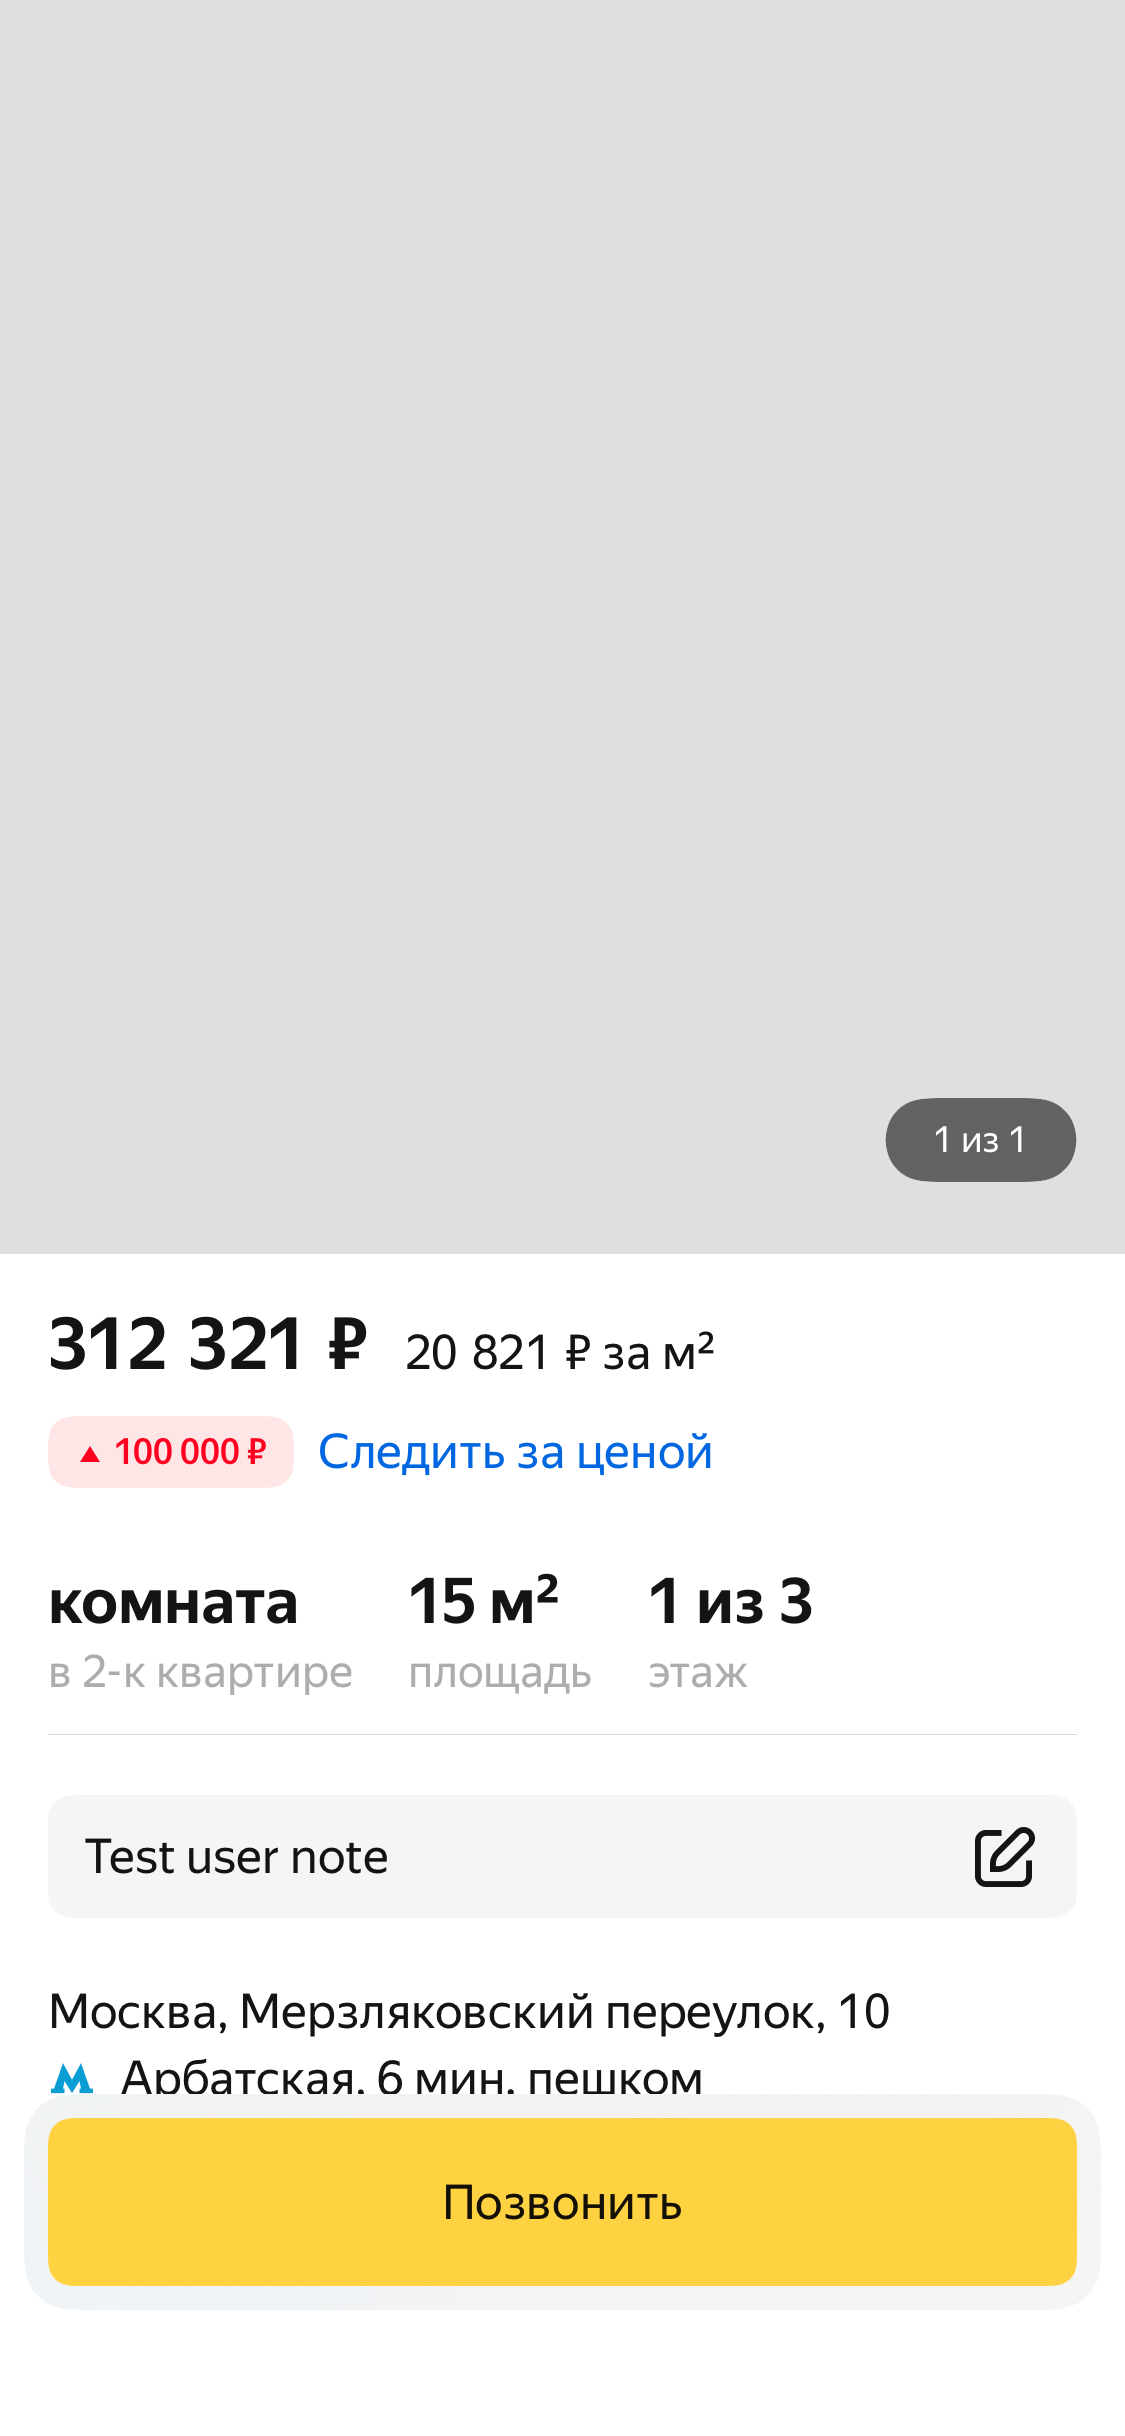 1 из 1
312 321 ₽ 20 821 ₽ за м²
▲ 100 000 ₽ Следить за ценой
комната 15 м² 1 из 3
в 2-к квартире площадь этаж
Test user note
Москва, Мерзляковский переулок, 10
Арбатская, 6 мин. пешком
Позвонить